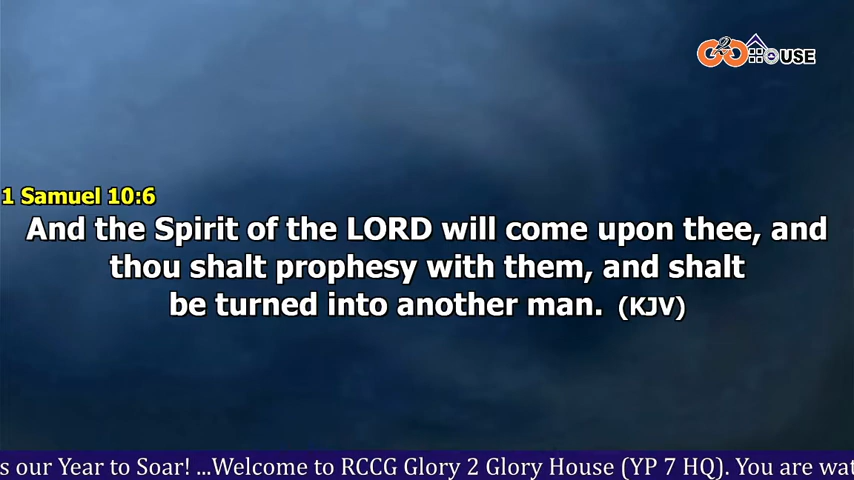 G2G HOUSE
1 Samuel 10:6
And the Spirit of the LORD will come upon thee, and
thou shalt prophesy with them, and shalt
be turned into another man. (KJV)
s our Year to Soar! ...Welcome to RCCG Glory 2 Glory House (YP 7 HQ). You are wat